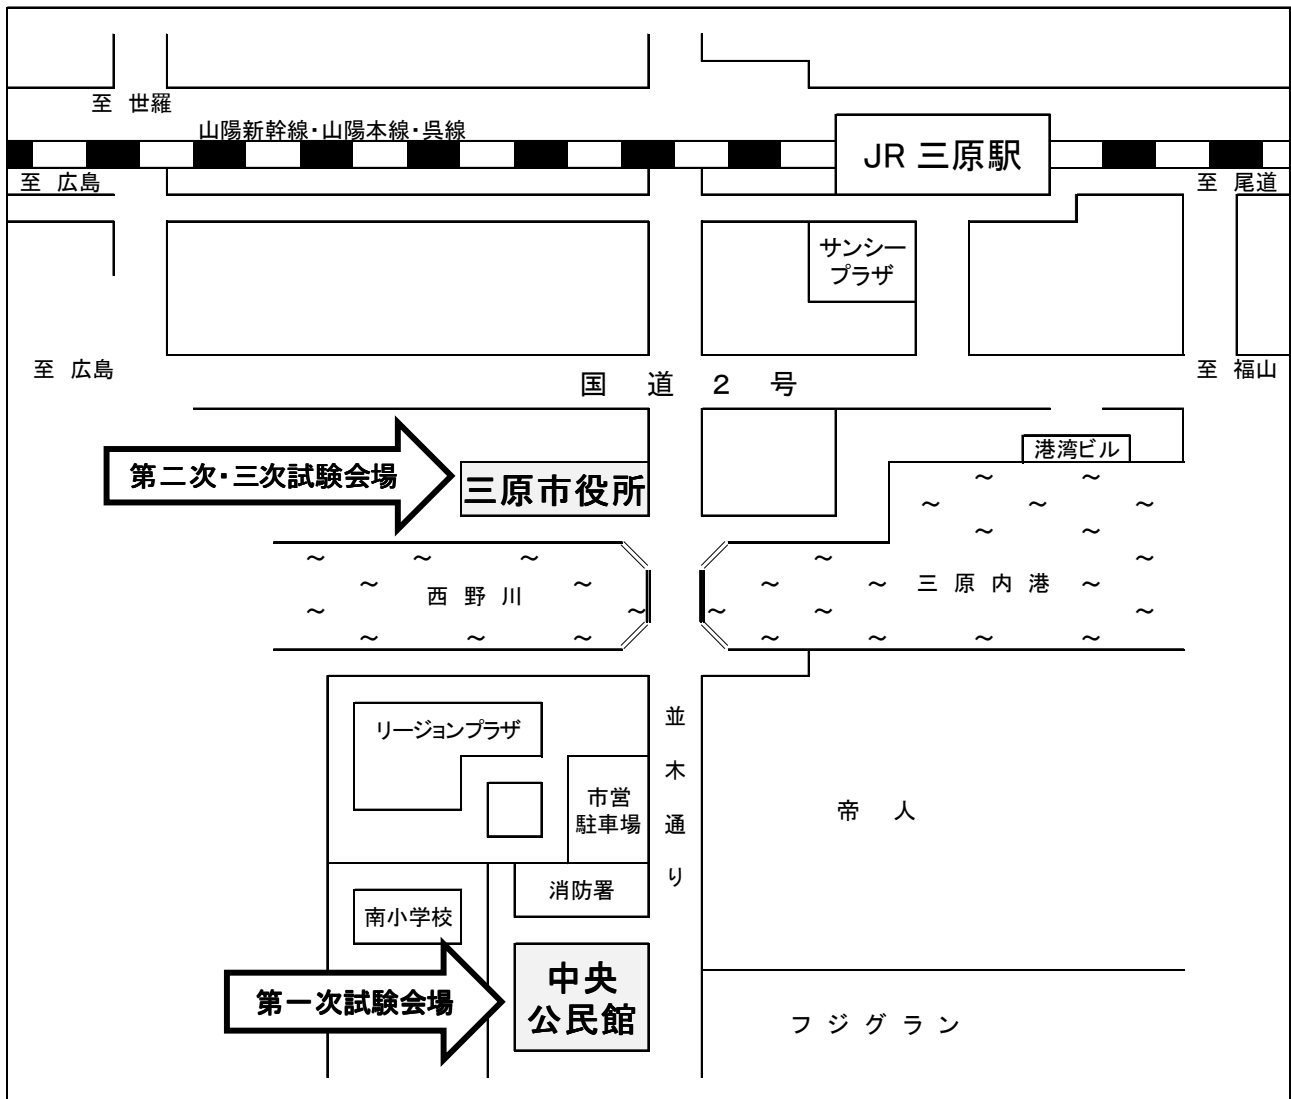 至 世羅
山陽新幹線・山陽本線・呉線
JR 三原駅
至 広島
至 尾道
サンシー
プラザ
至 広島
至 福山
国 道 2 号
港湾ビル
第二次・三次試験会場
三原市役所
~ ~
~ ~ ~
~ ~
~ ~ ~ ~ ~
~ ~ ~ ~ 三 原 内 港 ~
西 野 川
~ ~ ~ ~ ~
~ ~ ~ ~ ~ ~ ~
リージョンプラザ
並
木
通
り
市営
駐車場
帝 人
消防署
南小学校
中央
公民館
第一次試験会場
フ ジ グ ラ ン